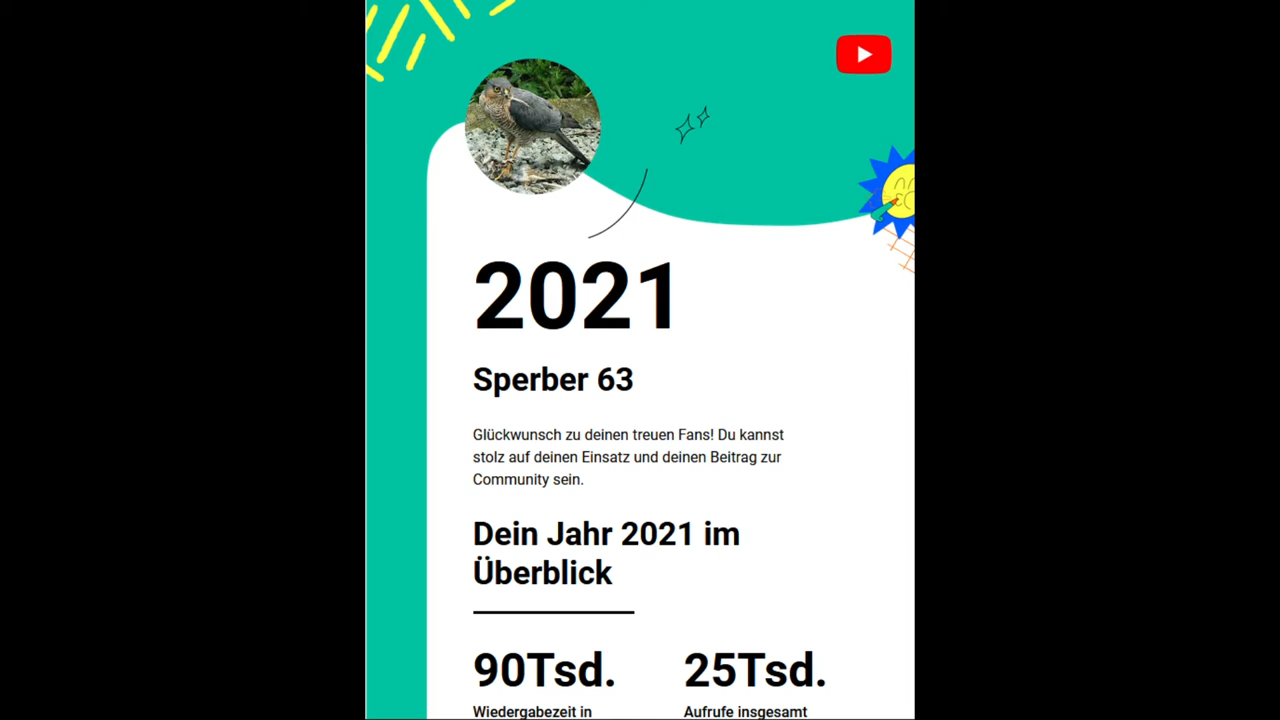 2021
Sperber 63
Glückwunsch zu deinen treuen Fans! Du kannst
stolz auf deinen Einsatz und deinen Beitrag zur
Community sein.
Dein Jahr 2021 im
Überblick
90Tsd. 25Tsd.
Wiedergabezeit in Aufrufe insgesamt